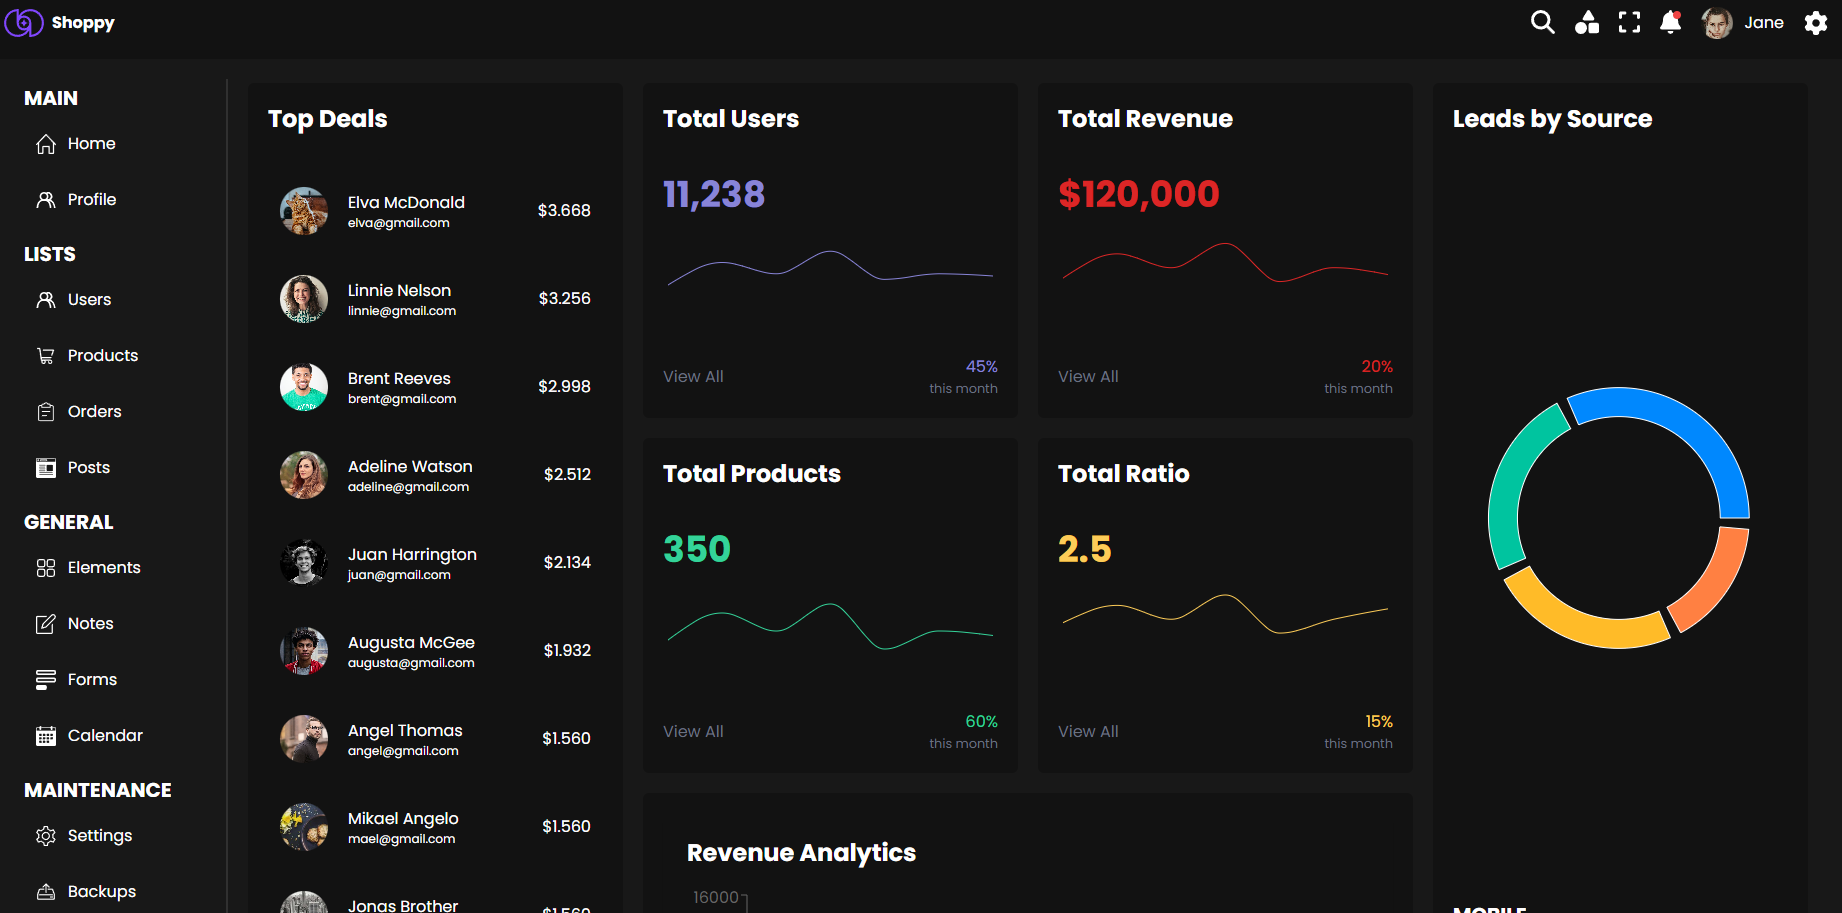 Shoppy
Jane
MAIN
Home
Profile
LISTS
Users
Products
Orders
Posts
GENERAL
Elements
Notes
Forms
Calendar
MAINTENANCE
Settings
Backups
Top Deals
Elva McDonald
elva@gmail.com
$3.668
Linnie Nelson
linnie@gmail.com
$3.256
Brent Reeves
brent@gmail.com
$2.998
Adeline Watson
adeline@gmail.com
$2.512
Juan Harrington
juan@gmail.com
$2.134
Augusta McGee
augusta@gmail.com
$1.932
Angel Thomas
angel@gmail.com
$1.560
Mikael Angelo
mael@gmail.com
$1.560
Jonas Brother
$1.560
Total Users
11,238
View All
45%
this month
Total Revenue
$120,000
View All
20%
this month
Total Products
350
View All
60%
this month
Total Ratio
2.5
View All
15%
this month
Revenue Analytics
16000
Leads by Source
MOBILE